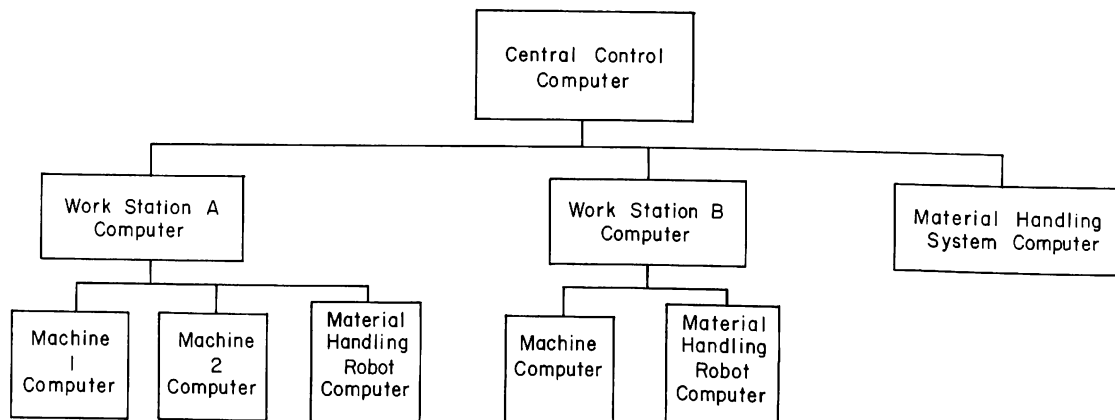 Central Control
Computer
Work Station A
Computer
Work Station B
Computer
Material Handling
System Computer
Machine
1
Computer
Machine
2
Computer
Material
Handling
Robot
Computer
Machine
Computer
Material
Handling
Robot
Computer